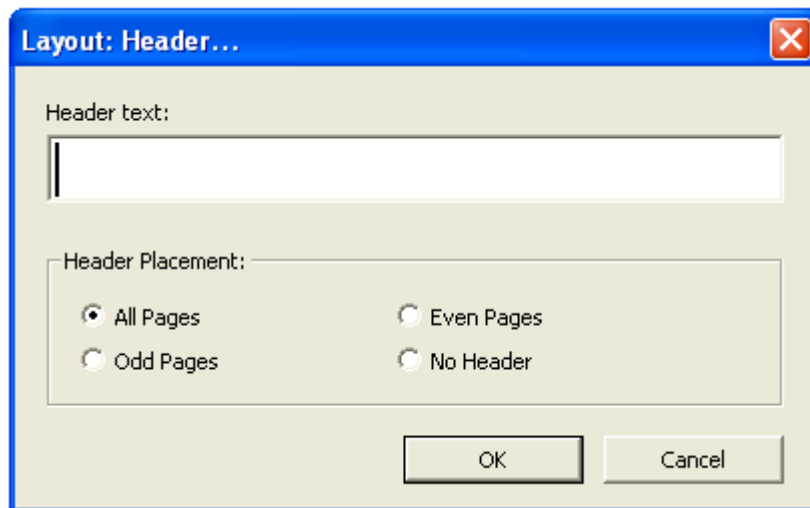 Layout: Header...
Header text:
Header Placement:
All Pages
Even Pages
Odd Pages
No Header
OK
Cancel